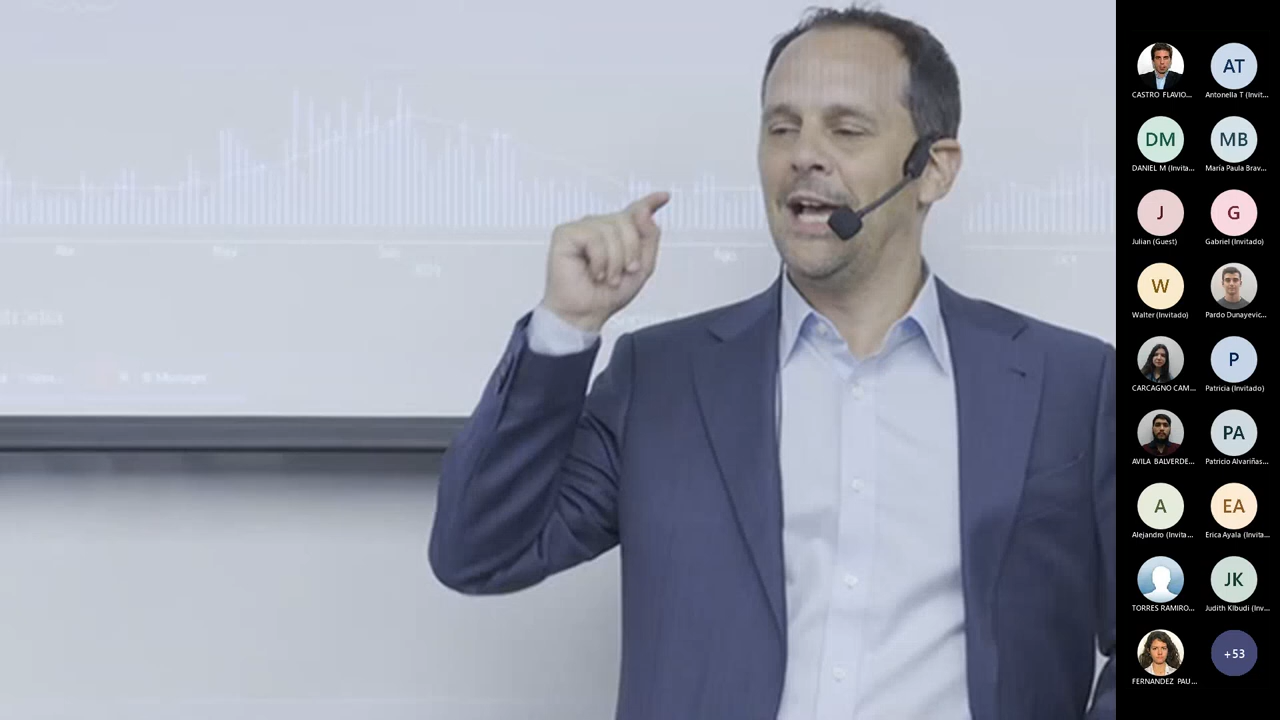 CASTRO FLAVIO...
AT
Antonella T (Invit...
DM
DANIEL M (Invita...
MB
María Paula Brav...
J
Julian (Guest)
G
Gabriel (Invitado)
W
Walter (Invitado)
Pardo Dunayevic...
CARCAGNO CAM...
P
Patricia (Invitado)
AVILA BALVERDE...
PA
Patricio Alvariñas...
A
Alejandro (Invita...
EA
Erica Ayala (Invita...
TORRES RAMIRO...
JK
Judith Klbudi (Inv...
FERNANDEZ PAU...
+53